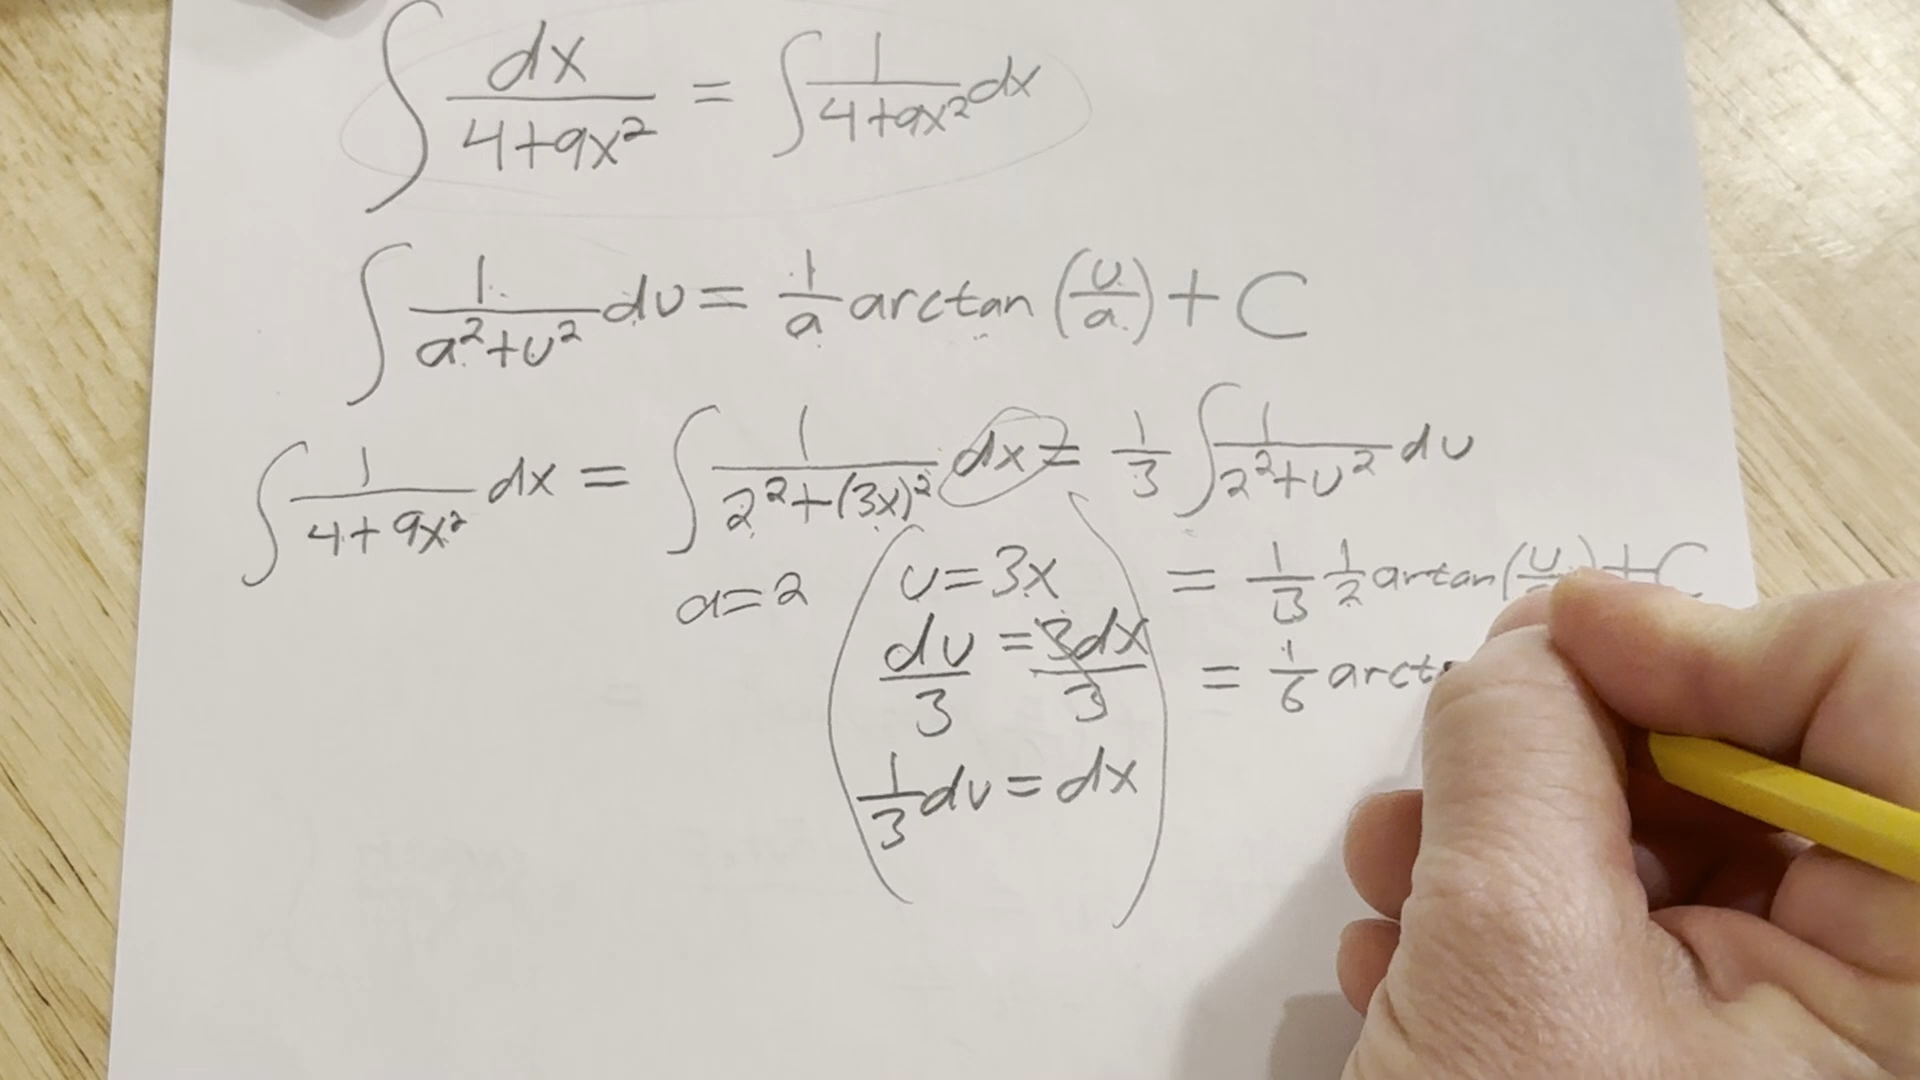 ∫ dx/(4+9x²) = ∫ 1/(4+9x²) dx
∫ 1/(a²+u²) du = 1/a arctan (u/a) + C
∫ 1/(4+9x²) dx = ∫ 1/(2²+(3x)²) dx = 1/3 ∫ 1/(2²+u²) du
a=2
u=3x
du/3 = 3dx/3
1/3 du = dx
= 1/3 1/2 artan(u/ ) + C
= 1/6